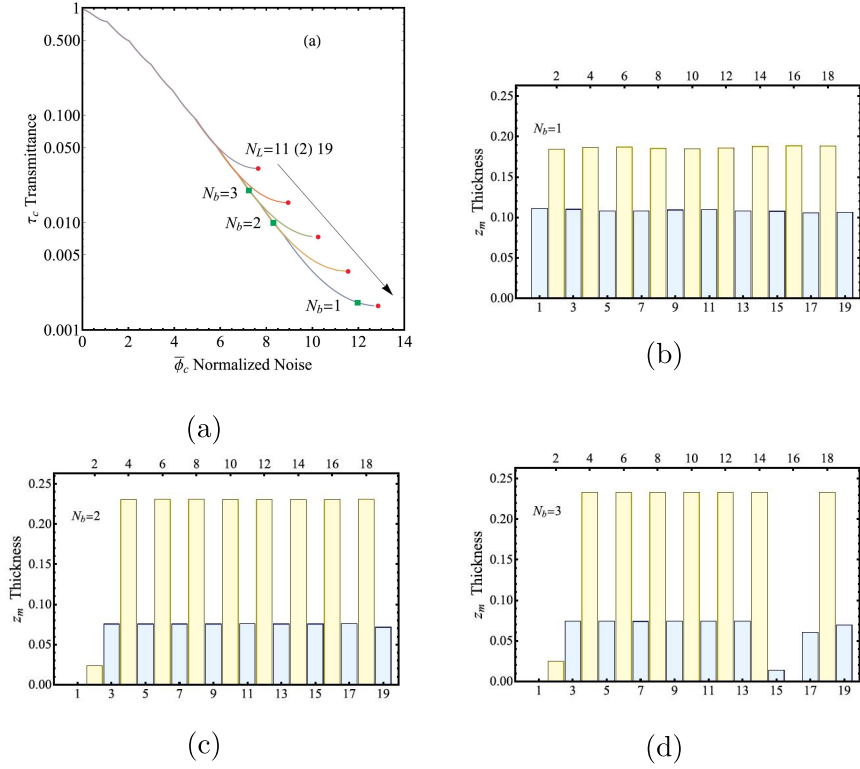 1
0.500
0.100
0.050
0.010
0.005
0.001
τc Transmittance
(a)
NL=11 (2) 19
Nb=3
Nb=2
Nb=1
0 2 4 6 8 10 12 14
ϕ̅c Normalized Noise
(a)
2 4 6 8 10 12 14 16 18
0.25
0.20
0.15
0.10
0.05
0.00
zm Thickness
Nb=1
1 3 5 7 9 11 13 15 17 19
(b)
2 4 6 8 10 12 14 16 18
0.25
0.20
0.15
0.10
0.05
0.00
zm Thickness
Nb=2
1 3 5 7 9 11 13 15 17 19
(c)
2 4 6 8 10 12 14 16 18
0.25
0.20
0.15
0.10
0.05
0.00
zm Thickness
Nb=3
1 3 5 7 9 11 13 15 17 19
(d)